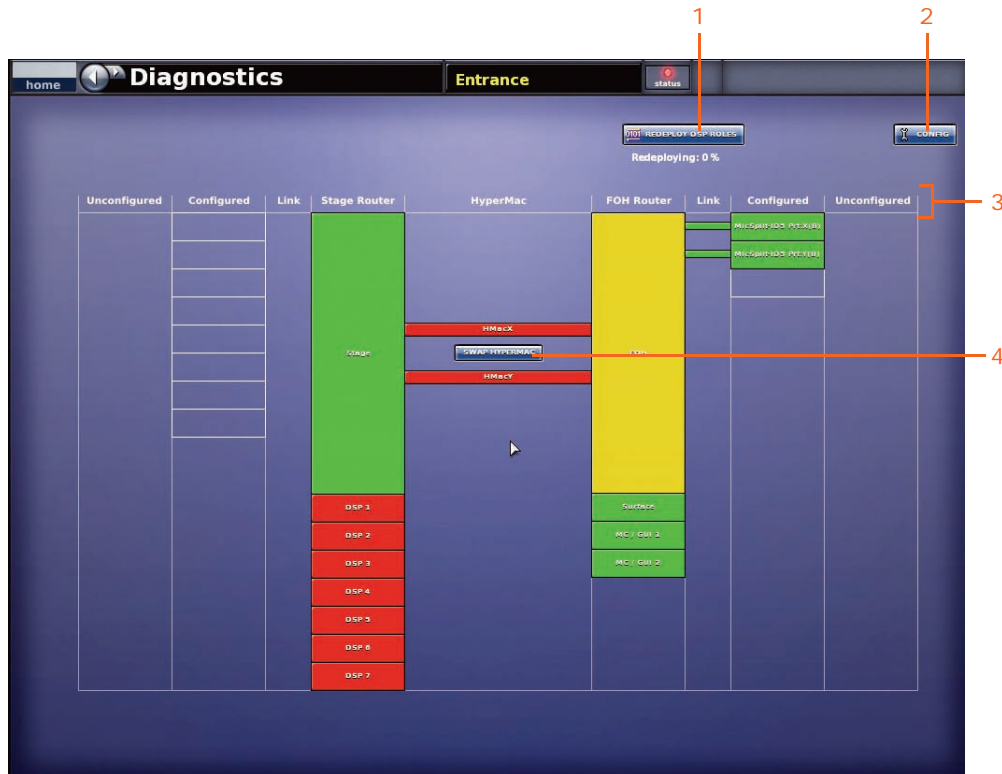 1
2
home
Diagnostics
Entrance
status
0101 REDEPLOY DSP ROLES
CONFIG
Redeploying: 0 %
Unconfigured
Configured
Link
Stage Router
HyperMac
FOH Router
Link
Configured
Unconfigured
3
HMacX
Stage
SWAP HYPERMAC
4
HMacY
DSP 1
DSP 2
DSP 3
DSP 4
DSP 5
DSP 6
DSP 7
Surface
MC / GUI 1
MC / GUI 2